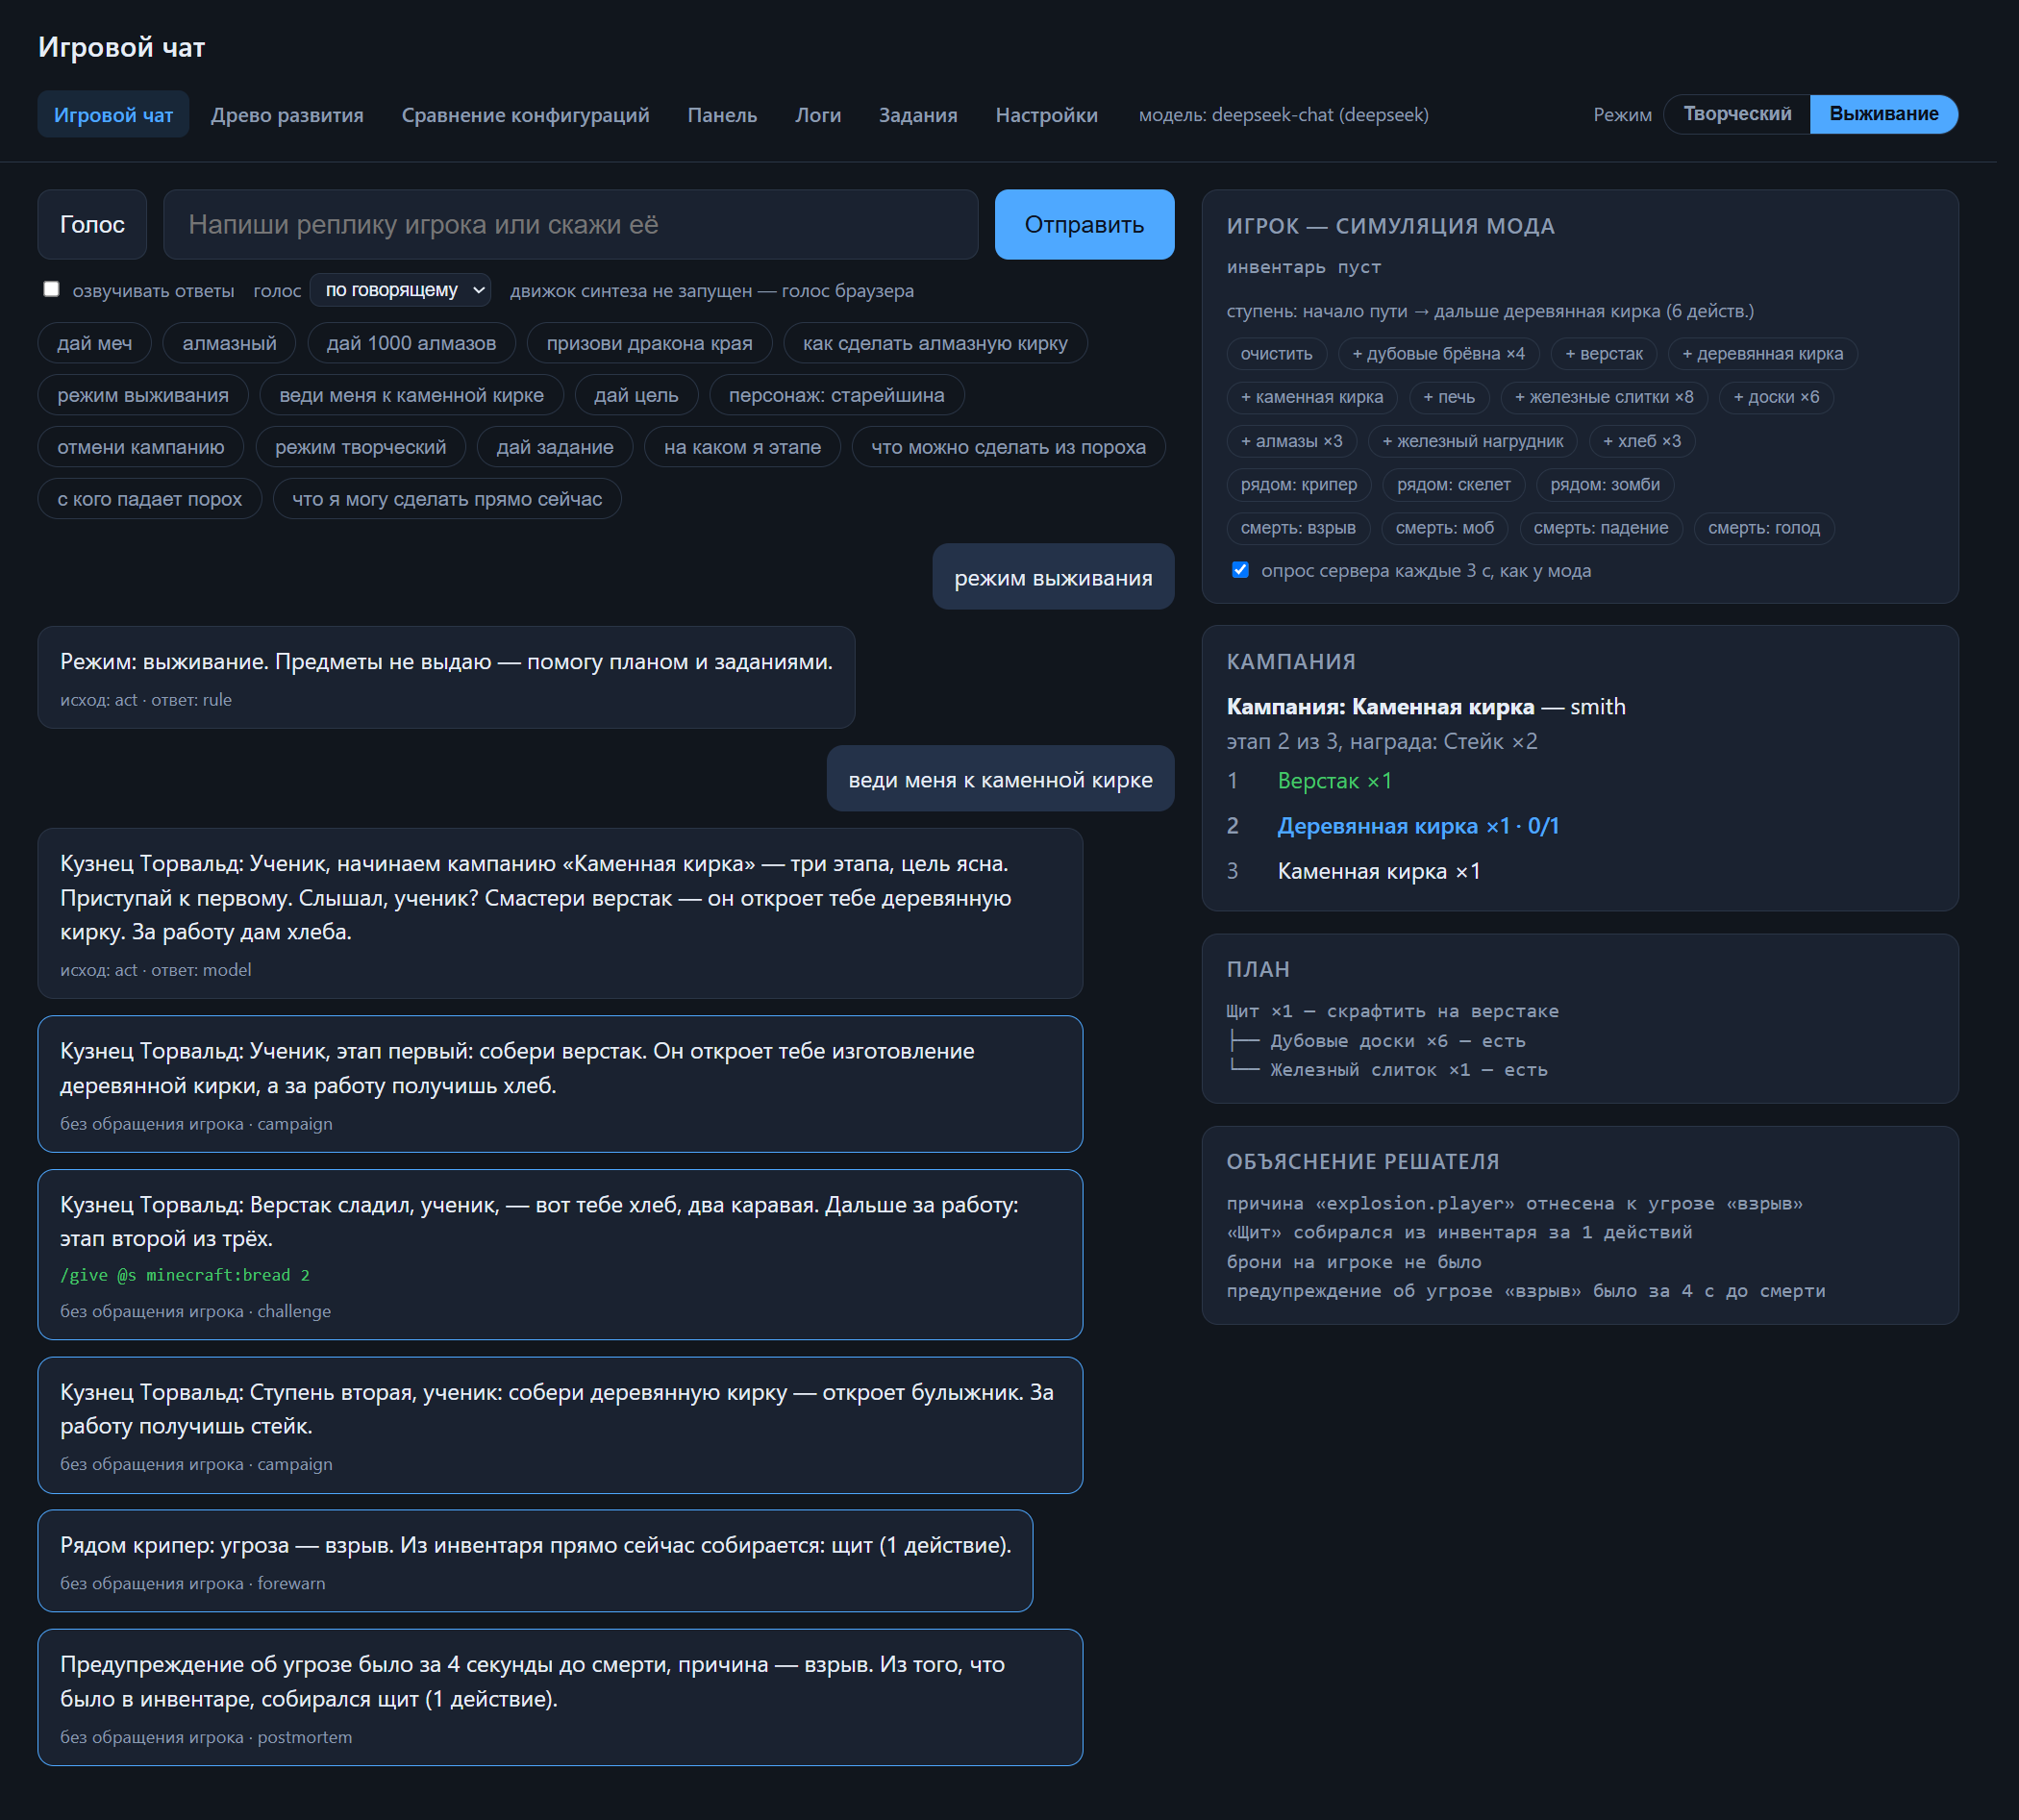 Игровой чат
Игровой чат Древо развития Сравнение конфигураций Панель Логи Задания Настройки модель: deepseek-chat (deepseek) Режим Творческий Выживание
Голос Напиши реплику игрока или скажи её Отправить
озвучивать ответы голос по говорящему движок синтеза не запущен — голос браузера
дай меч алмазный дай 1000 алмазов призови дракона края как сделать алмазную кирку
режим выживания веди меня к каменной кирке дай цель персонаж: старейшина
отмени кампанию режим творческий дай задание на каком я этапе что можно сделать из пороха
с кого падает порох что я могу сделать прямо сейчас
режим выживания
Режим: выживание. Предметы не выдаю — помогу планом и заданиями.
исход: act · ответ: rule
веди меня к каменной кирке
Кузнец Торвальд: Ученик, начинаем кампанию «Каменная кирка» — три этапа, цель ясна.
Приступай к первому. Слышал, ученик? Смастери верстак — он откроет тебе деревянную
кирку. За работу дам хлеба.
исход: act · ответ: model
Кузнец Торвальд: Ученик, этап первый: собери верстак. Он откроет тебе изготовление
деревянной кирки, а за работу получишь хлеб.
без обращения игрока · campaign
Кузнец Торвальд: Верстак сладил, ученик, — вот тебе хлеб, два каравая. Дальше за работу:
этап второй из трёх.
/give @s minecraft:bread 2
без обращения игрока · challenge
Кузнец Торвальд: Ступень вторая, ученик: собери деревянную кирку — откроет булыжник. За
работу получишь стейк.
без обращения игрока · campaign
Рядом крипер: угроза — взрыв. Из инвентаря прямо сейчас собирается: щит (1 действие).
без обращения игрока · forewarn
Предупреждение об угрозе было за 4 секунды до смерти, причина — взрыв. Из того, что
было в инвентаре, собирался щит (1 действие).
без обращения игрока · postmortem
ИГРОК — СИМУЛЯЦИЯ МОДА
инвентарь пуст
ступень: начало пути → дальше деревянная кирка (6 действ.)
очистить + дубовые брёвна ×4 + верстак + деревянная кирка
+ каменная кирка + печь + железные слитки ×8 + доски ×6
+ алмазы ×3 + железный нагрудник + хлеб ×3
рядом: крипер рядом: скелет рядом: зомби
смерть: взрыв смерть: моб смерть: падение смерть: голод
опрос сервера каждые 3 с, как у мода
КАМПАНИЯ
Кампания: Каменная кирка — smith
этап 2 из 3, награда: Стейк ×2
1 Верстак ×1
2 Деревянная кирка ×1 · 0/1
3 Каменная кирка ×1
ПЛАН
Щит ×1 — скрафтить на верстаке
├── Дубовые доски ×6 — есть
└── Железный слиток ×1 — есть
ОБЪЯСНЕНИЕ РЕШАТЕЛЯ
причина «explosion.player» отнесена к угрозе «взрыв»
«Щит» собирался из инвентаря за 1 действий
брони на игроке не было
предупреждение об угрозе «взрыв» было за 4 с до смерти